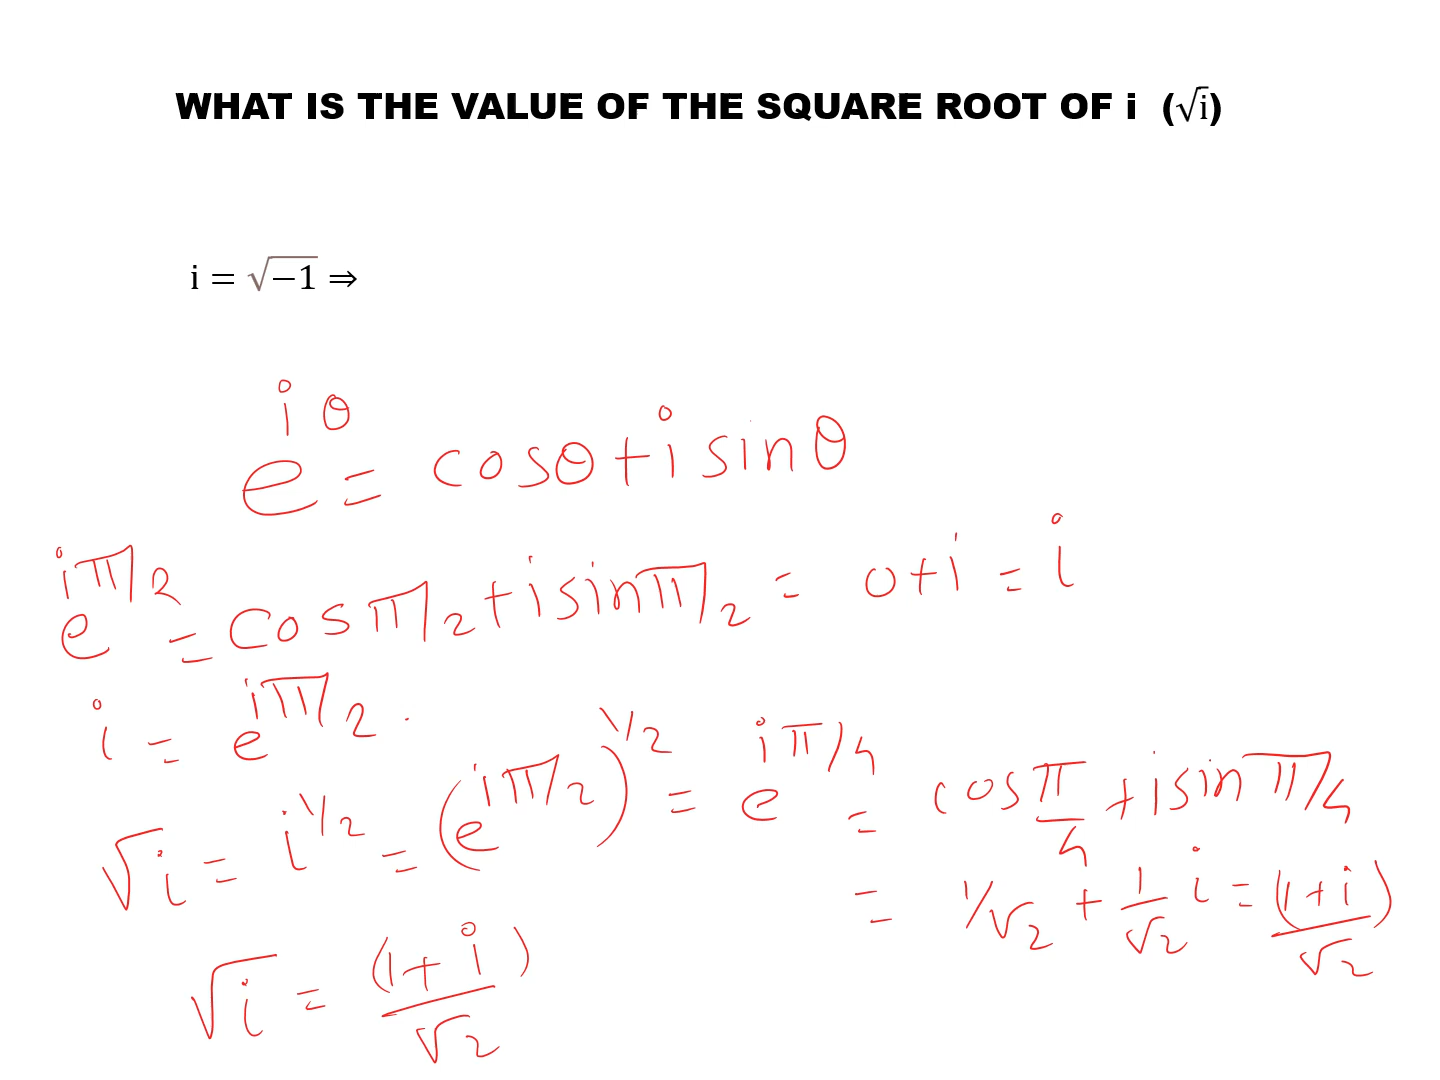 WHAT IS THE VALUE OF THE SQUARE ROOT OF i (√i)
i = √−1 ⇒
e^iθ = cosθ + i sinθ
e^iπ/2 = cos π/2 + i sin π/2 = 0 + i = i
i = e^iπ/2.
√i = i^1/2 = (e^iπ/2)^1/2 = e^iπ/4 = cos π/4 + i sin π/4
= 1/√2 + 1/√2 i = (1+i)/√2
√i = (1+i)/√2